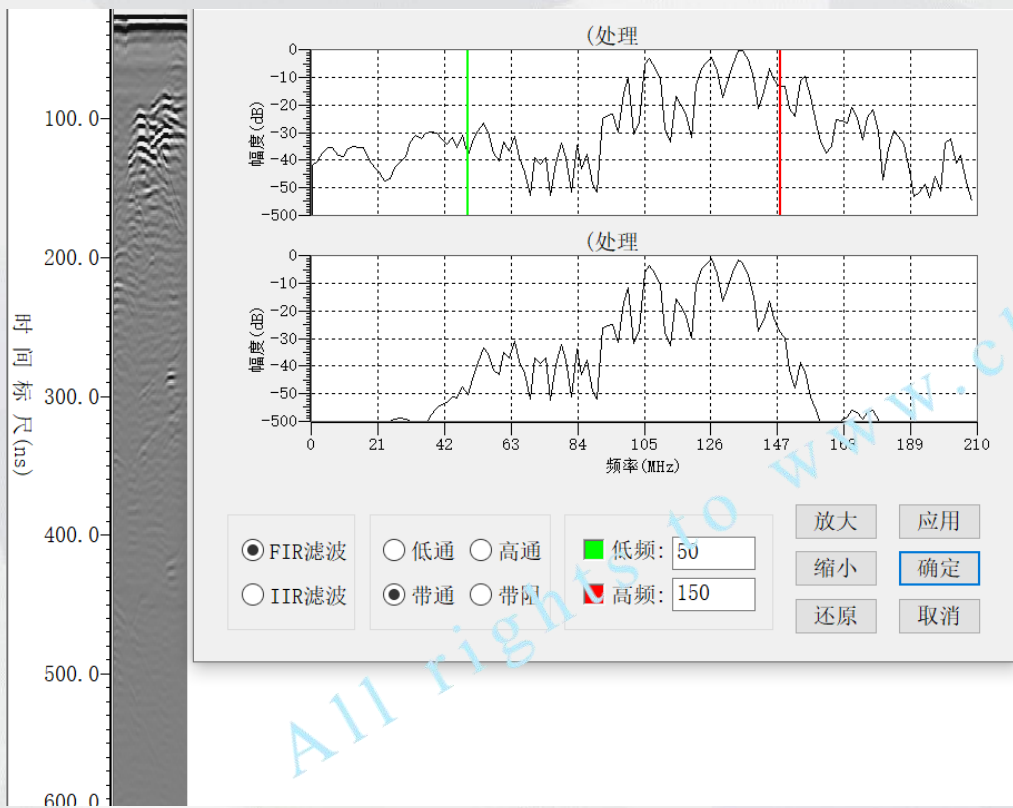 100.0
200.0
300.0
400.0
500.0
600.0
时间标尺(ns)
(处理
幅度(dB)
0
-10
-20
-30
-40
-50
-500
(处理
幅度(dB)
0
-10
-20
-30
-40
-50
-500
0 21 42 63 84 105 126 147 168 189 210
频率(MHz)
FIR滤波 低通 高通 低频: 50 放大 应用
缩小 确定
IIR滤波 带通 带阻 高频: 150
还原 取消
All rights to www.c